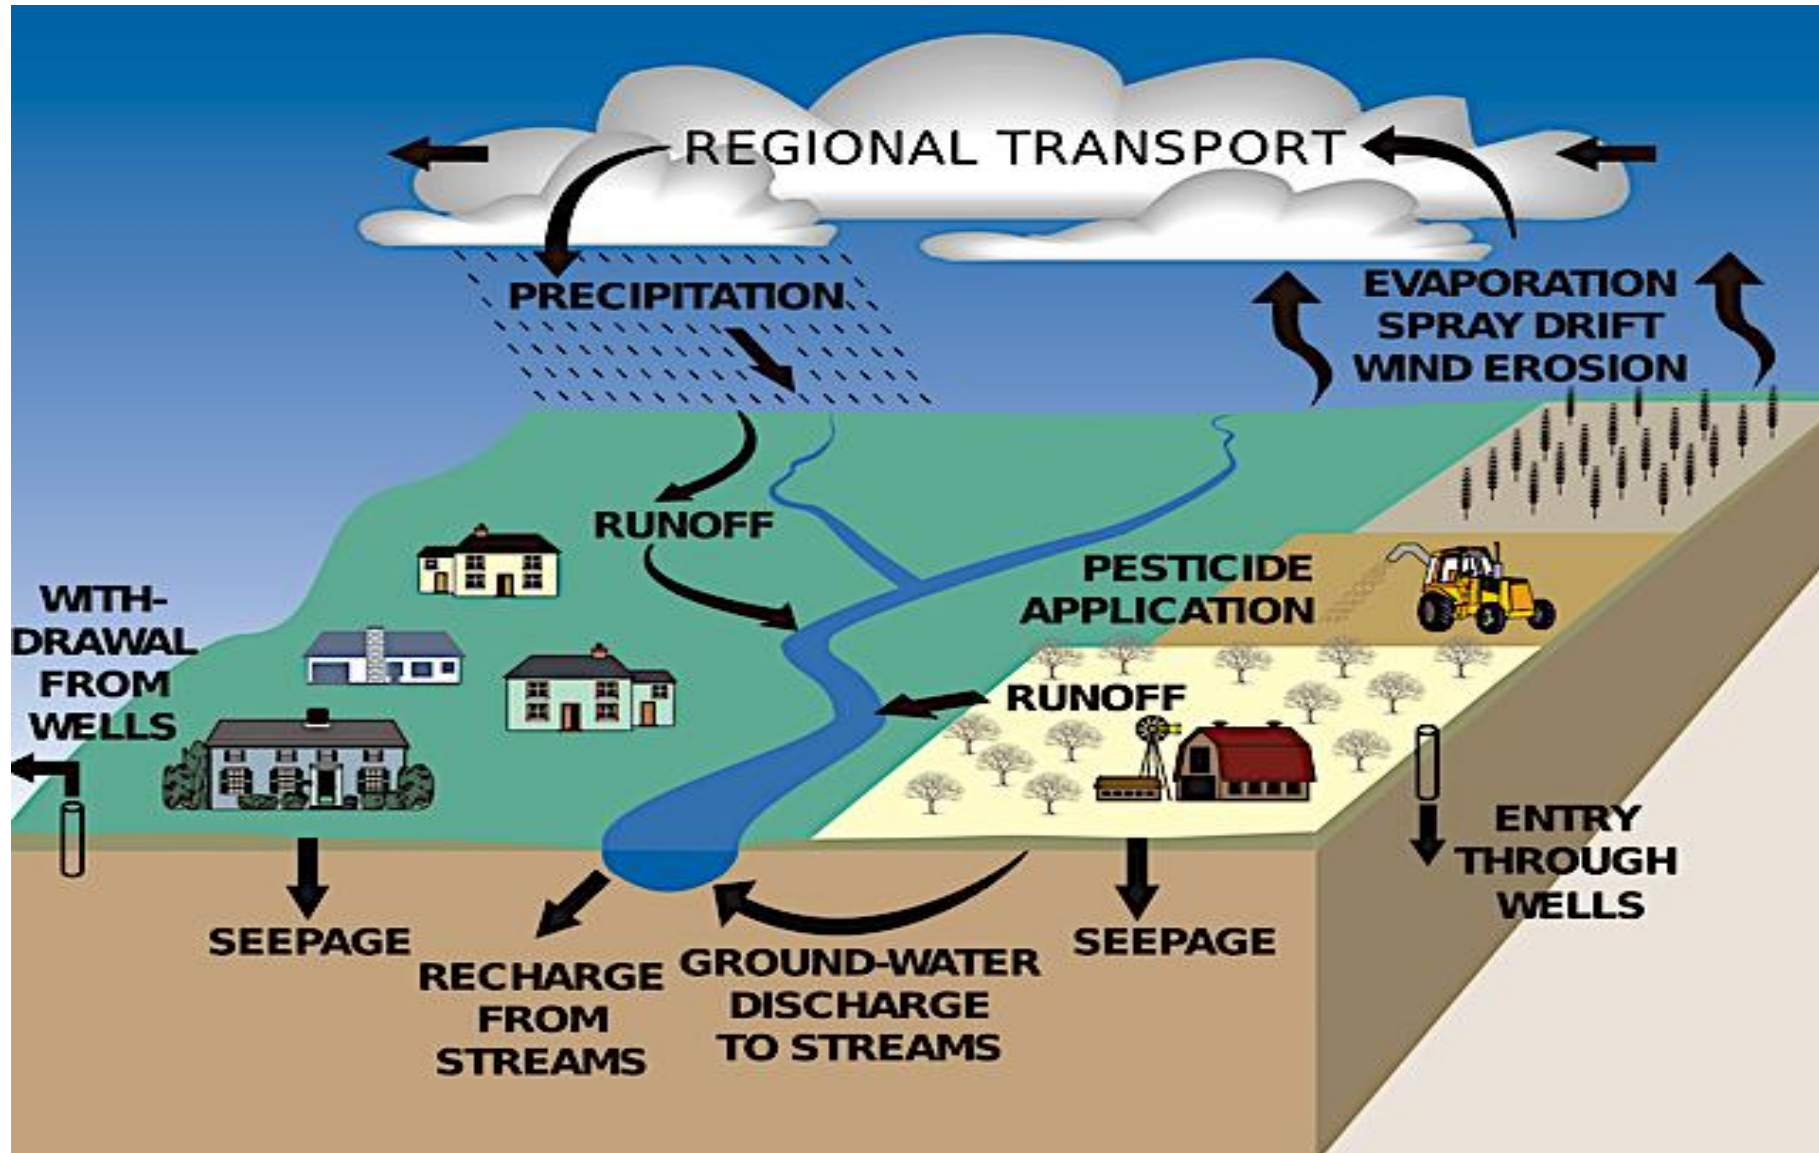 REGIONAL TRANSPORT
PRECIPITATION
EVAPORATION
SPRAY DRIFT
WIND EROSION
RUNOFF
PESTICIDE
APPLICATION
WITH-
DRAWAL
FROM
WELLS
RUNOFF
ENTRY
THROUGH
WELLS
SEEPAGE
RECHARGE
FROM
STREAMS
GROUND-WATER
DISCHARGE
TO STREAMS
SEEPAGE